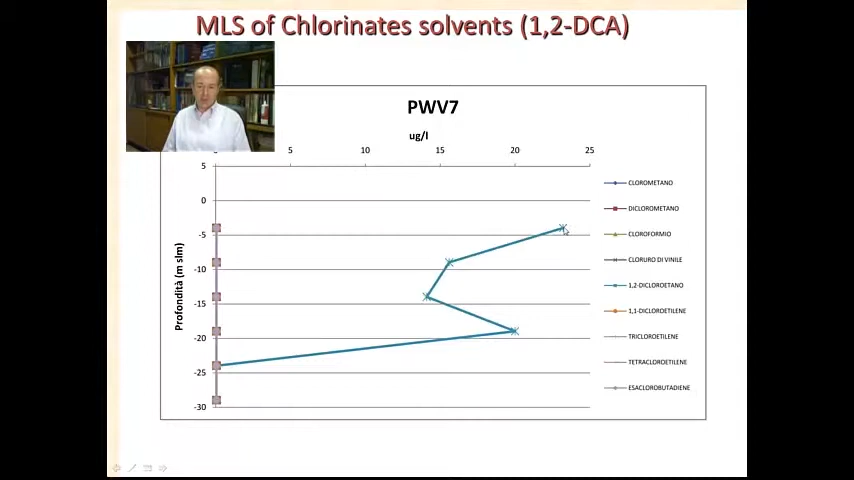 MLS of Chlorinates solvents (1,2-DCA)
PWV7
ug/l
5 10 15 20 25
5
0
-5
-10
-15
-20
-25
-30
Profondità (m slm)
CLOROMETANO
DICLOROMETANO
CLOROFORMIO
CLORURO DI VINILE
1,2-DICLOROETANO
1,1-DICLOROETILENE
TRICLOROETILENE
TETRACLOROETILENE
ESACLOROBUTADIENE